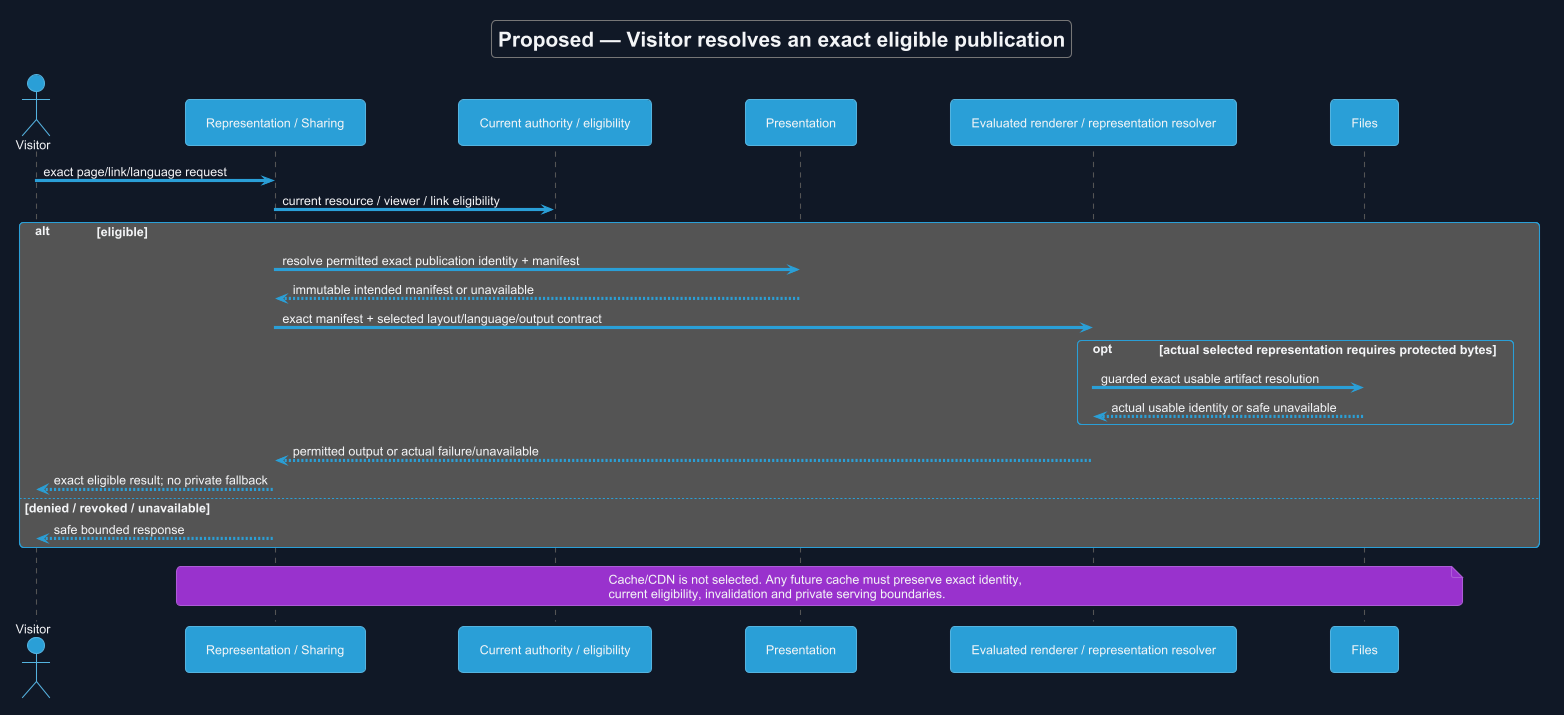 Proposed — Visitor resolves an exact eligible publication
Visitor
Representation / Sharing
Current authority / eligibility
Presentation
Evaluated renderer / representation resolver
Files
exact page/link/language request
current resource / viewer / link eligibility
alt [eligible]
resolve permitted exact publication identity + manifest
immutable intended manifest or unavailable
exact manifest + selected layout/language/output contract
opt [actual selected representation requires protected bytes]
guarded exact usable artifact resolution
actual usable identity or safe unavailable
permitted output or actual failure/unavailable
exact eligible result; no private fallback
[denied / revoked / unavailable]
safe bounded response
Cache/CDN is not selected. Any future cache must preserve exact identity,
current eligibility, invalidation and private serving boundaries.
Visitor
Representation / Sharing
Current authority / eligibility
Presentation
Evaluated renderer / representation resolver
Files